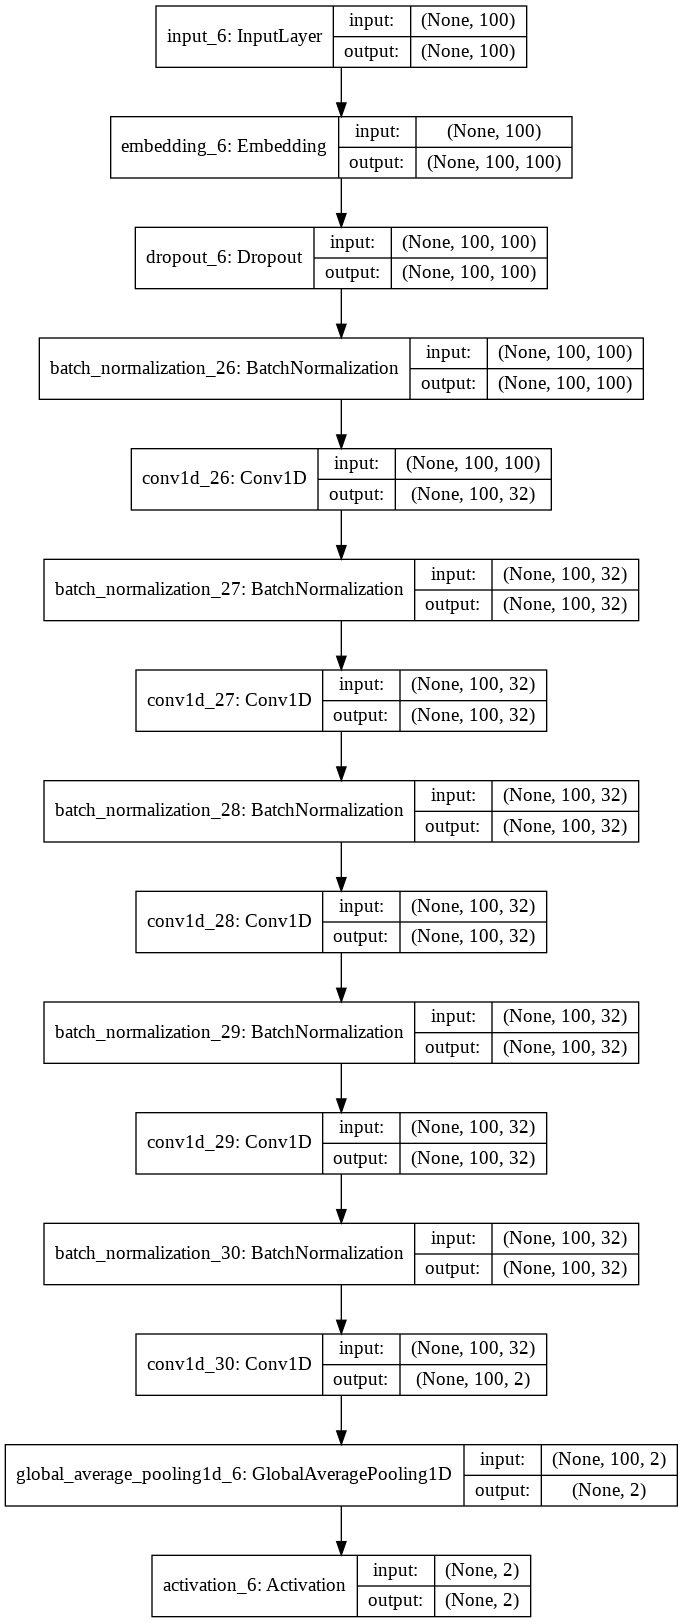 input_6: InputLayer
input: (None, 100)
output: (None, 100)
embedding_6: Embedding
input: (None, 100)
output: (None, 100, 100)
dropout_6: Dropout
input: (None, 100, 100)
output: (None, 100, 100)
batch_normalization_26: BatchNormalization
input: (None, 100, 100)
output: (None, 100, 100)
conv1d_26: Conv1D
input: (None, 100, 100)
output: (None, 100, 32)
batch_normalization_27: BatchNormalization
input: (None, 100, 32)
output: (None, 100, 32)
conv1d_27: Conv1D
input: (None, 100, 32)
output: (None, 100, 32)
batch_normalization_28: BatchNormalization
input: (None, 100, 32)
output: (None, 100, 32)
conv1d_28: Conv1D
input: (None, 100, 32)
output: (None, 100, 32)
batch_normalization_29: BatchNormalization
input: (None, 100, 32)
output: (None, 100, 32)
conv1d_29: Conv1D
input: (None, 100, 32)
output: (None, 100, 32)
batch_normalization_30: BatchNormalization
input: (None, 100, 32)
output: (None, 100, 32)
conv1d_30: Conv1D
input: (None, 100, 32)
output: (None, 100, 2)
global_average_pooling1d_6: GlobalAveragePooling1D
input: (None, 100, 2)
output: (None, 2)
activation_6: Activation
input: (None, 2)
output: (None, 2)